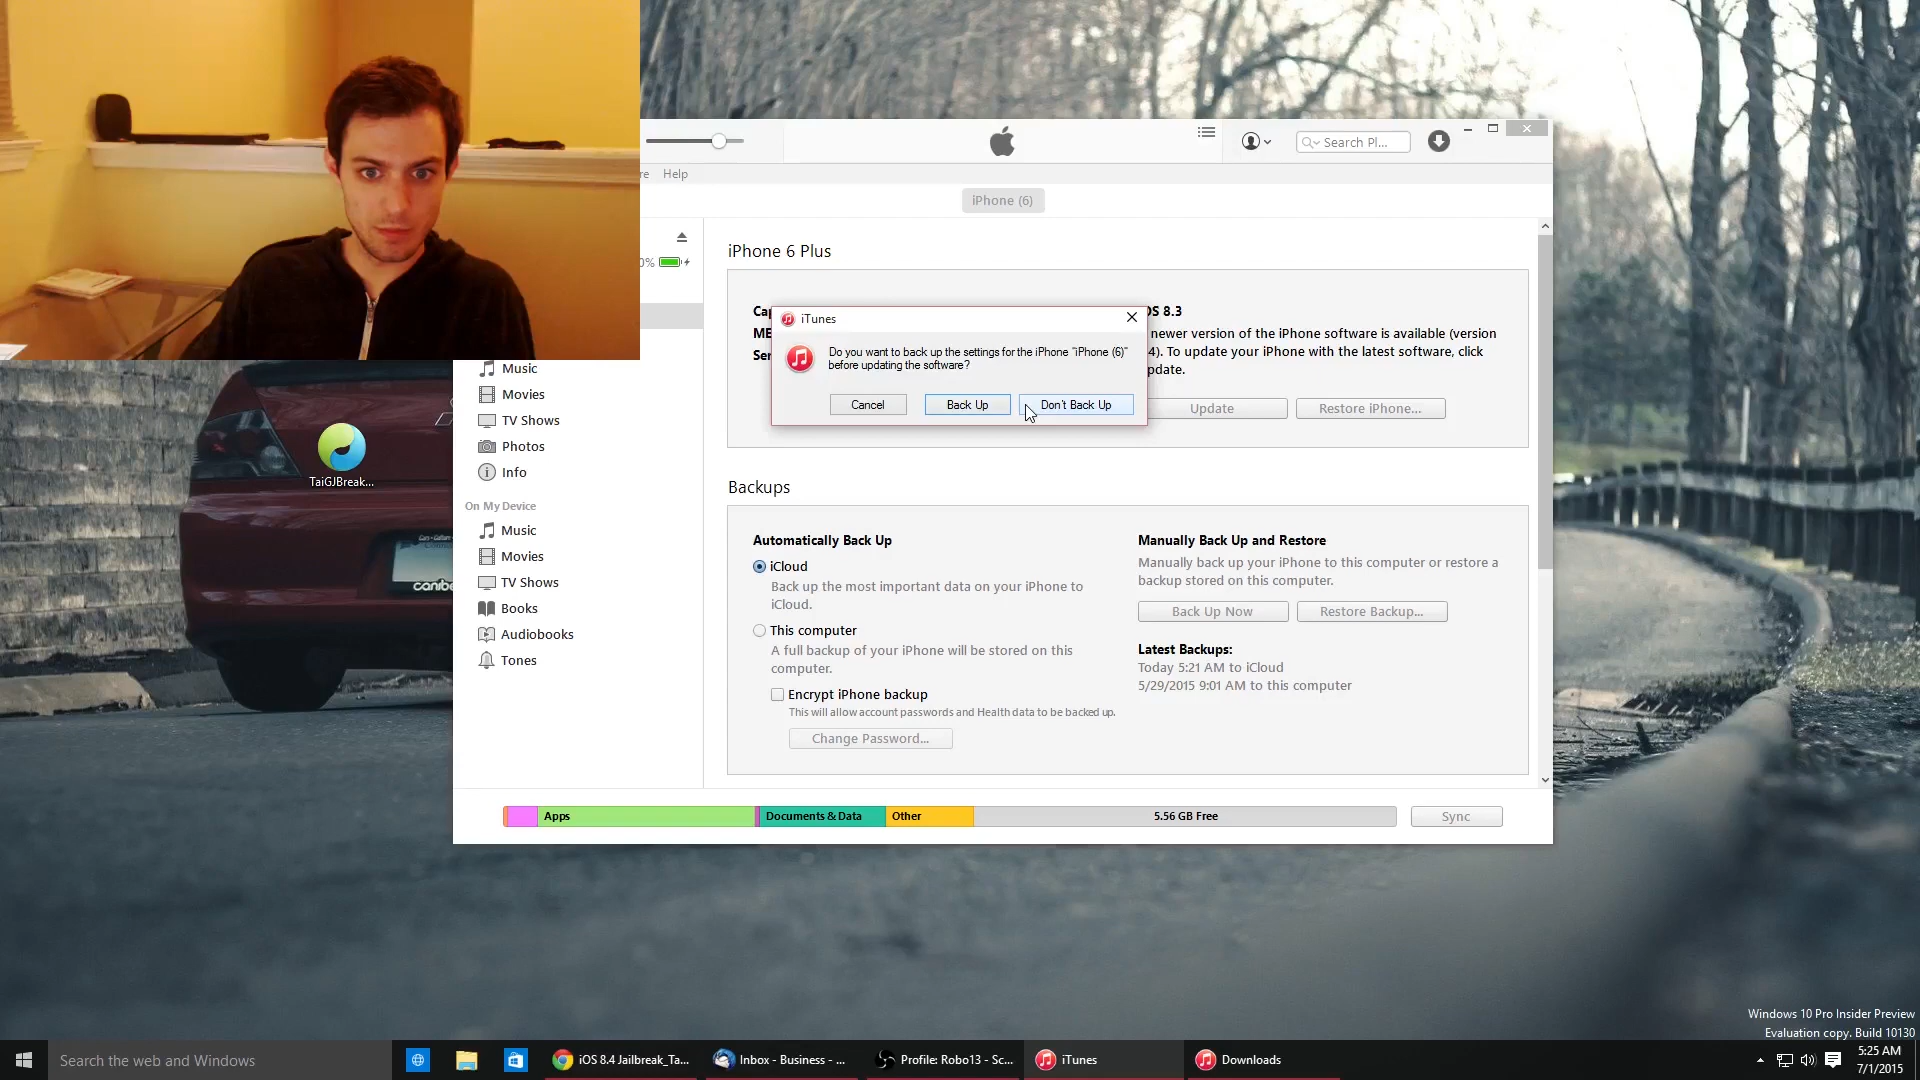 re Help
Search Pl...
iPhone (6)
0%
iPhone 6 Plus
Cap
ME
Ser
OS 8.3
newer version of the iPhone software is available (version
4). To update your iPhone with the latest software, click
pdate.
Update
Restore iPhone...
iTunes
Do you want to back up the settings for the iPhone "iPhone (6)"
before updating the software?
Cancel
Back Up
Don't Back Up
Music
Movies
TV Shows
Photos
Info
On My Device
Music
Movies
TV Shows
Books
Audiobooks
Tones
TaiGJBreak...
Backups
Automatically Back Up
iCloud
Back up the most important data on your iPhone to
iCloud.
This computer
A full backup of your iPhone will be stored on this
computer.
Encrypt iPhone backup
This will allow account passwords and Health data to be backed up.
Change Password...
Manually Back Up and Restore
Manually back up your iPhone to this computer or restore a
backup stored on this computer.
Back Up Now
Restore Backup...
Latest Backups:
Today 5:21 AM to iCloud
5/29/2015 9:01 AM to this computer
Apps
Documents & Data
Other
5.56 GB Free
Sync
Windows 10 Pro Insider Preview
Evaluation copy. Build 10130
Search the web and Windows
iOS 8.4 Jailbreak_Ta...
Inbox - Business - ...
Profile: Robo13 - Sc...
iTunes
Downloads
5:25 AM
7/1/2015